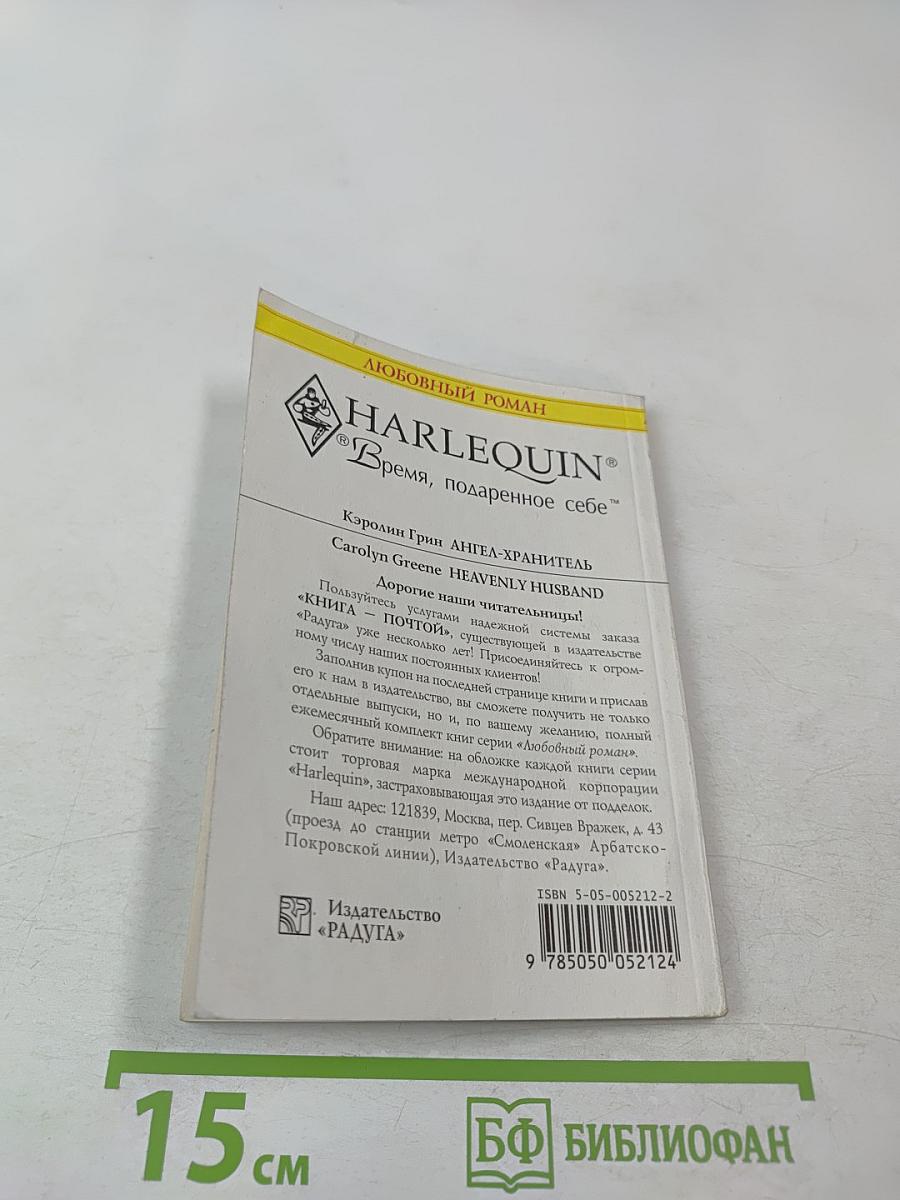 ЛЮБОВНЫЙ РОМАН
HARLEQUIN®
® Время, подаренное себе™
Кэролин Грин АНГЕЛ-ХРАНИТЕЛЬ
Carolyn Greene HEAVENLY HUSBAND
Дорогие наши читательницы!
Пользуйтесь услугами надежной системы заказа
«КНИГА — ПОЧТОЙ», существующей в издательстве
«Радуга» уже несколько лет! Присоединяйтесь к огром-
ному числу наших постоянных клиентов!
Заполнив купон на последней странице книги и прислав
его к нам в издательство, вы сможете получить не только
отдельные выпуски, но и, по вашему желанию, полный
ежемесячный комплект книг серии «Любовный роман».
Обратите внимание: на обложке каждой книги серии
стоит торговая марка международной корпорации
«Harlequin», застраховывающая это издание от подделок.
Наш адрес: 121839, Москва, пер. Сивцев Вражек, д. 43
(проезд до станции метро «Смоленская» Арбатско-
Покровской линии), Издательство «Радуга».
ISBN 5-05-005212-2
Издательство
«РАДУГА»
9 785050 052124
15 см
БФ БИБЛИОФАН